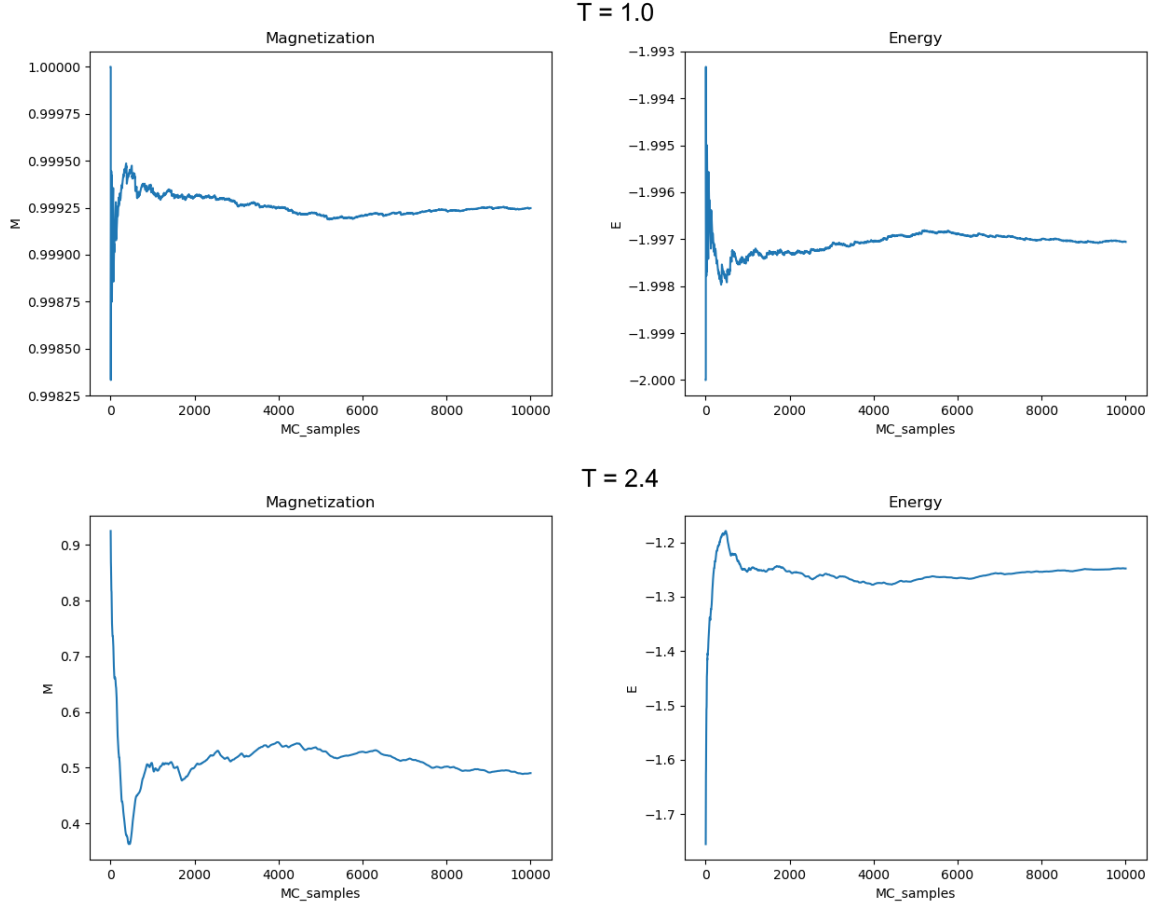 T = 1.0
Magnetization
1.00000
0.99975
0.99950
0.99925
0.99900
0.99875
0.99850
0.99825
M
0 2000 4000 6000 8000 10000
MC_samples
Energy
−1.993
−1.994
−1.995
−1.996
−1.997
−1.998
−1.999
−2.000
E
0 2000 4000 6000 8000 10000
MC_samples
T = 2.4
Magnetization
0.9
0.8
0.7
0.6
0.5
0.4
M
0 2000 4000 6000 8000 10000
MC_samples
Energy
−1.2
−1.3
−1.4
−1.5
−1.6
−1.7
E
0 2000 4000 6000 8000 10000
MC_samples